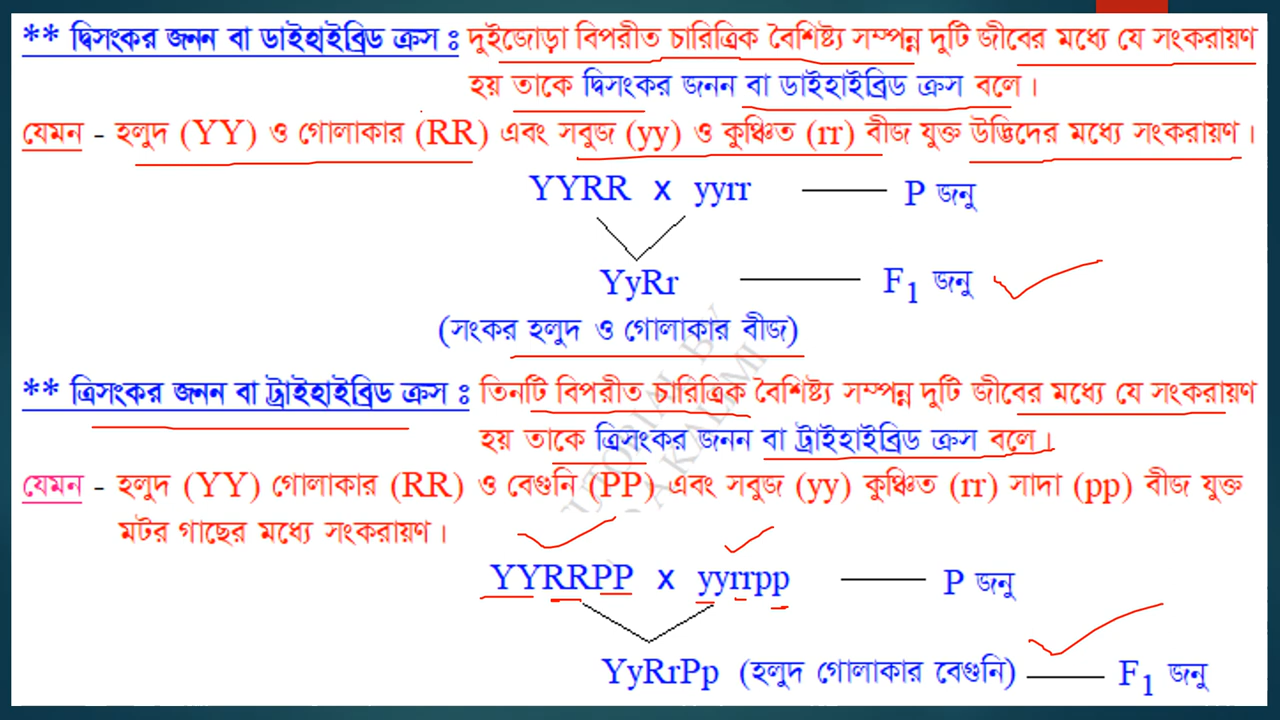 ** দ্বিসংকর জনন বা ডাইহাইব্রিড ক্রস : দুইজোড়া বিপরীত চারিত্রিক বৈশিষ্ট্য সম্পন্ন দুটি জীবের মধ্যে যে সংকরায়ণ
হয় তাকে দ্বিসংকর জনন বা ডাইহাইব্রিড ক্রস বলে।
যেমন - হলুদ (YY) ও গোলাকার (RR) এবং সবুজ (yy) ও কুঞ্চিত (rr) বীজ যুক্ত উদ্ভিদের মধ্যে সংকরায়ণ।
YYRR x yyrr —— P জনু
YyRr —— F1 জনু
(সংকর হলুদ ও গোলাকার বীজ)
** ত্রিসংকর জনন বা ট্রাইহাইব্রিড ক্রস : তিনটি বিপরীত চারিত্রিক বৈশিষ্ট্য সম্পন্ন দুটি জীবের মধ্যে যে সংকরায়ণ
হয় তাকে ত্রিসংকর জনন বা ট্রাইহাইব্রিড ক্রস বলে।
যেমন - হলুদ (YY) গোলাকার (RR) ও বেগুনি (PP) এবং সবুজ (yy) কুঞ্চিত (rr) সাদা (pp) বীজ যুক্ত
মটর গাছের মধ্যে সংকরায়ণ।
YYRRPP x yyrrpp —— P জনু
YyRrPp (হলুদ গোলাকার বেগুনি) —— F1 জনু